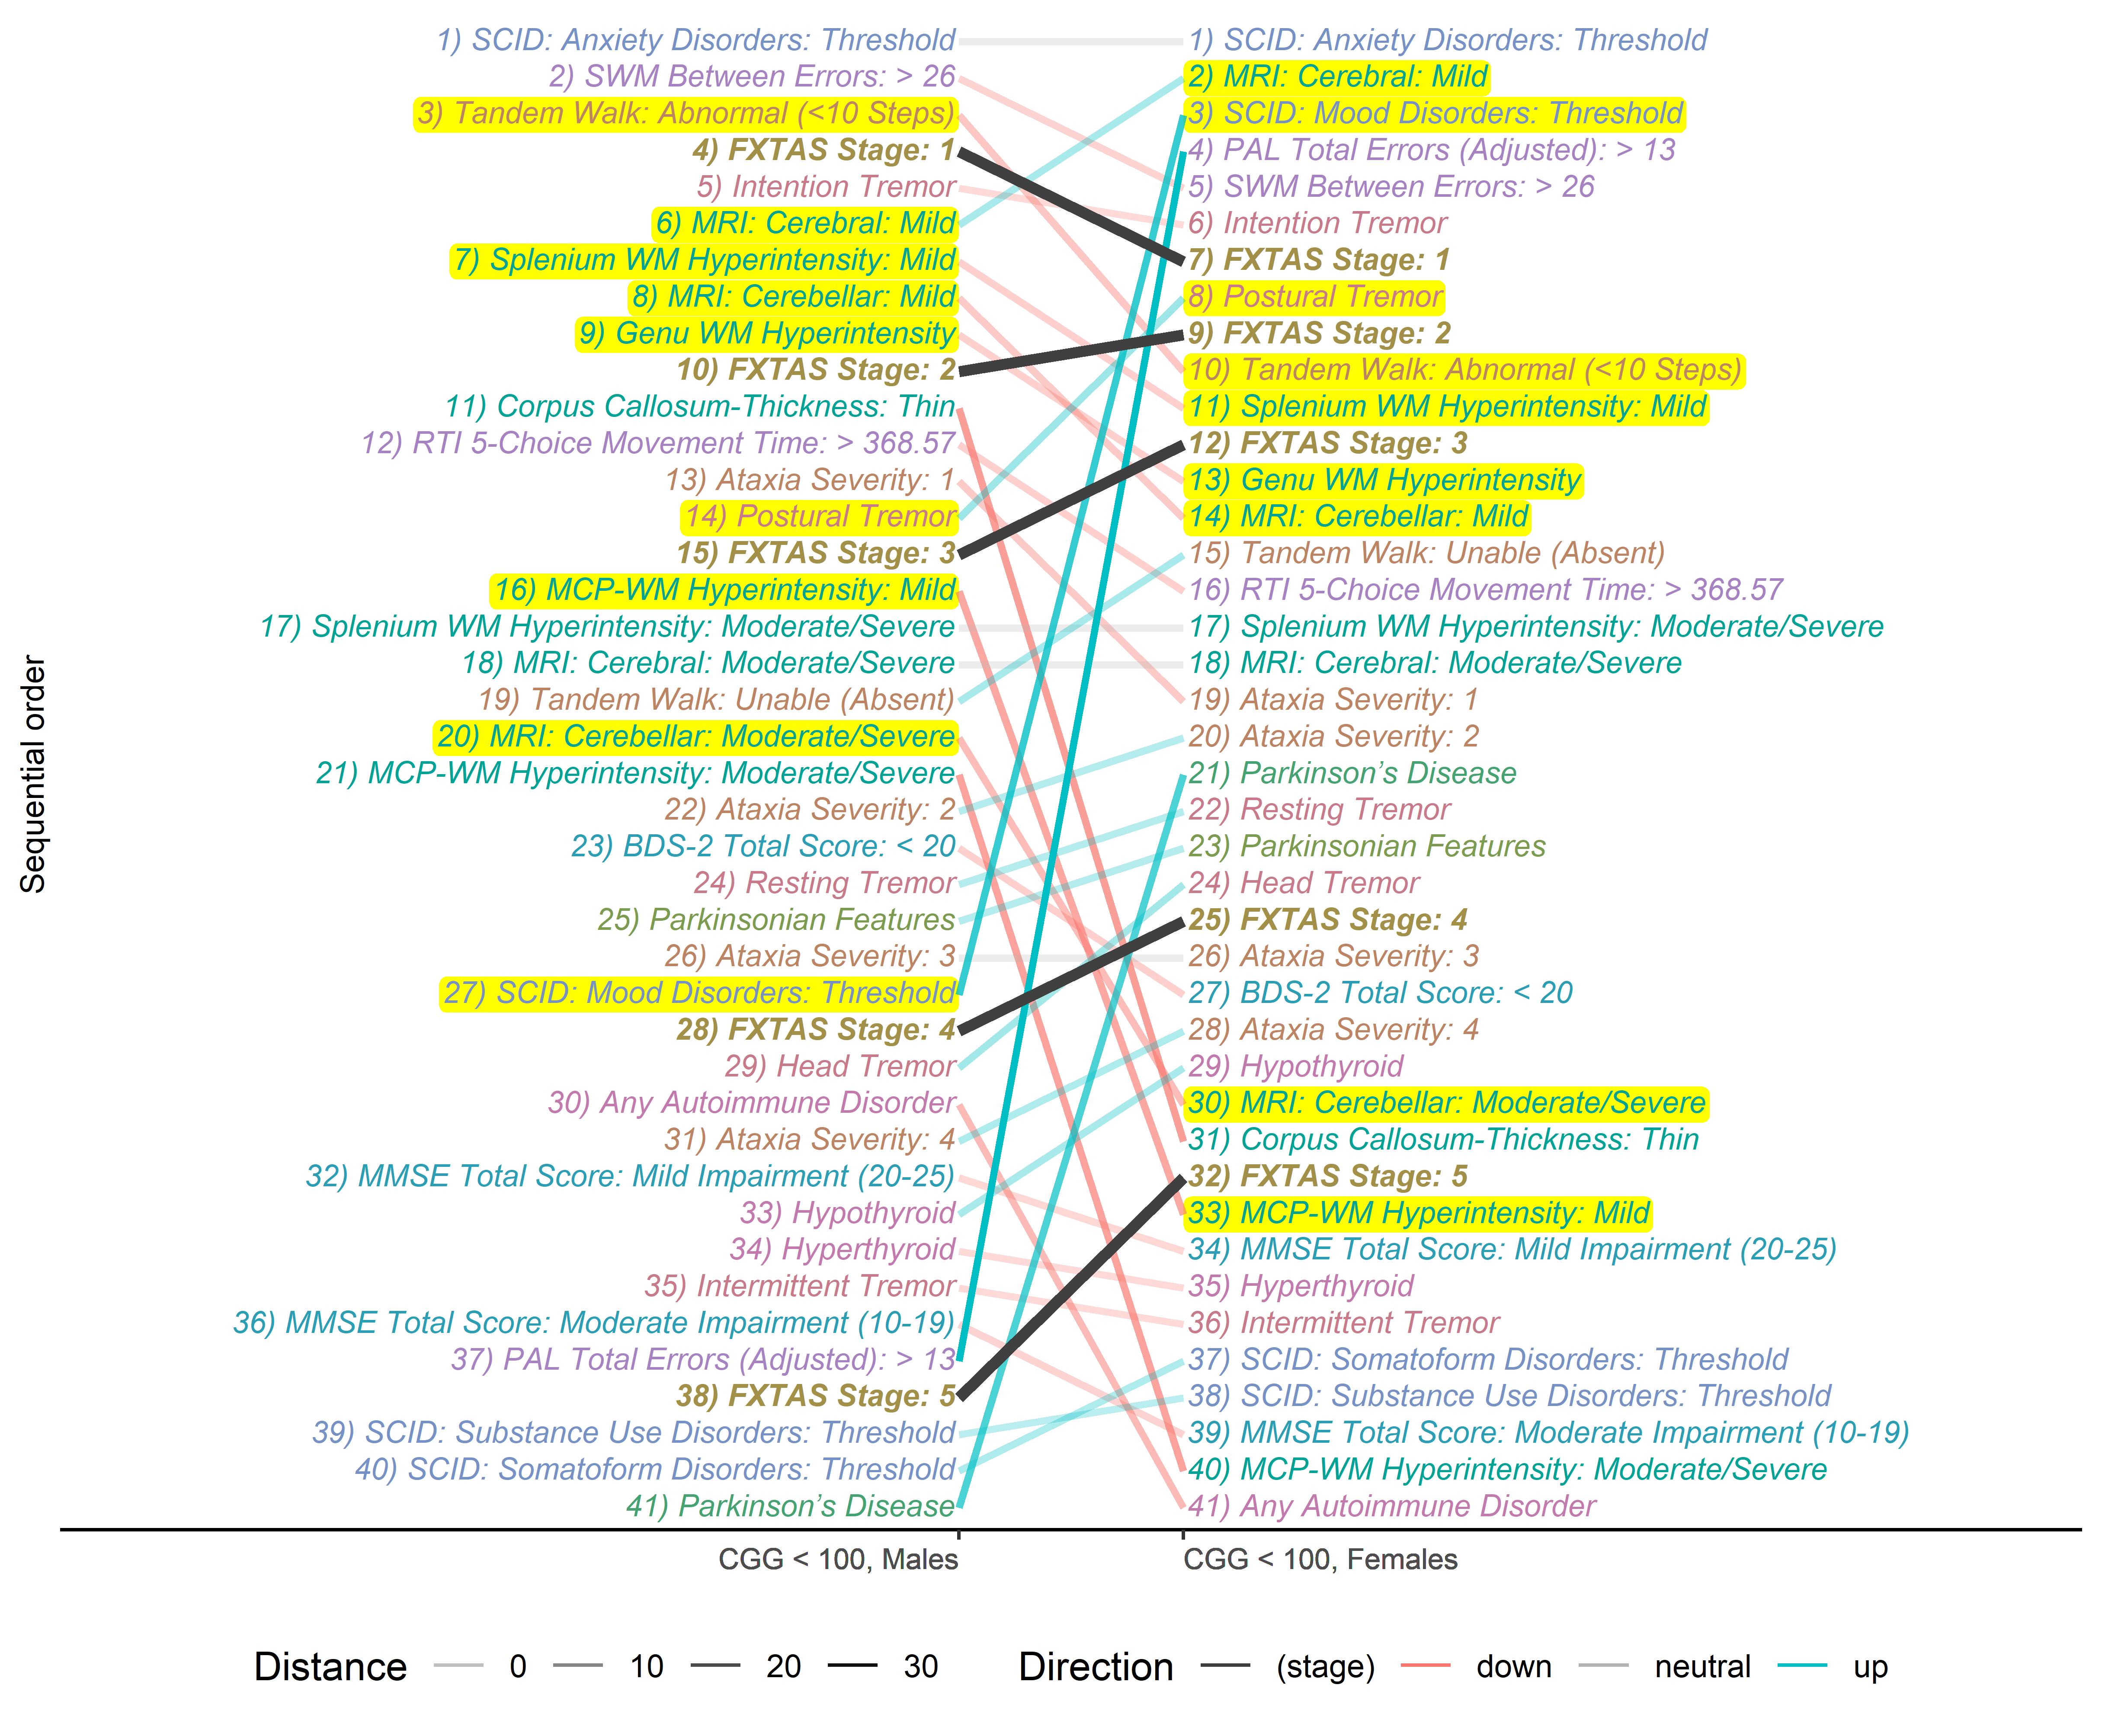 1) SCID: Anxiety Disorders: Threshold
2) SWM Between Errors: > 26
3) Tandem Walk: Abnormal (<10 Steps)
4) FXTAS Stage: 1
5) Intention Tremor
6) MRI: Cerebral: Mild
7) Splenium WM Hyperintensity: Mild
8) MRI: Cerebellar: Mild
9) Genu WM Hyperintensity
10) FXTAS Stage: 2
11) Corpus Callosum-Thickness: Thin
12) RTI 5-Choice Movement Time: > 368.57
13) Ataxia Severity: 1
14) Postural Tremor
15) FXTAS Stage: 3
16) MCP-WM Hyperintensity: Mild
17) Splenium WM Hyperintensity: Moderate/Severe
18) MRI: Cerebral: Moderate/Severe
19) Tandem Walk: Unable (Absent)
20) MRI: Cerebellar: Moderate/Severe
21) MCP-WM Hyperintensity: Moderate/Severe
22) Ataxia Severity: 2
23) BDS-2 Total Score: < 20
24) Resting Tremor
25) Parkinsonian Features
26) Ataxia Severity: 3
27) SCID: Mood Disorders: Threshold
28) FXTAS Stage: 4
29) Head Tremor
30) Any Autoimmune Disorder
31) Ataxia Severity: 4
32) MMSE Total Score: Mild Impairment (20-25)
33) Hypothyroid
34) Hyperthyroid
35) Intermittent Tremor
36) MMSE Total Score: Moderate Impairment (10-19)
37) PAL Total Errors (Adjusted): > 13
38) FXTAS Stage: 5
39) SCID: Substance Use Disorders: Threshold
40) SCID: Somatoform Disorders: Threshold
41) Parkinson's Disease
1) SCID: Anxiety Disorders: Threshold
2) MRI: Cerebral: Mild
3) SCID: Mood Disorders: Threshold
4) PAL Total Errors (Adjusted): > 13
5) SWM Between Errors: > 26
6) Intention Tremor
7) FXTAS Stage: 1
8) Postural Tremor
9) FXTAS Stage: 2
10) Tandem Walk: Abnormal (<10 Steps)
11) Splenium WM Hyperintensity: Mild
12) FXTAS Stage: 3
13) Genu WM Hyperintensity
14) MRI: Cerebellar: Mild
15) Tandem Walk: Unable (Absent)
16) RTI 5-Choice Movement Time: > 368.57
17) Splenium WM Hyperintensity: Moderate/Severe
18) MRI: Cerebral: Moderate/Severe
19) Ataxia Severity: 1
20) Ataxia Severity: 2
21) Parkinson's Disease
22) Resting Tremor
23) Parkinsonian Features
24) Head Tremor
25) FXTAS Stage: 4
26) Ataxia Severity: 3
27) BDS-2 Total Score: < 20
28) Ataxia Severity: 4
29) Hypothyroid
30) MRI: Cerebellar: Moderate/Severe
31) Corpus Callosum-Thickness: Thin
32) FXTAS Stage: 5
33) MCP-WM Hyperintensity: Mild
34) MMSE Total Score: Mild Impairment (20-25)
35) Hyperthyroid
36) Intermittent Tremor
37) SCID: Somatoform Disorders: Threshold
38) SCID: Substance Use Disorders: Threshold
39) MMSE Total Score: Moderate Impairment (10-19)
40) MCP-WM Hyperintensity: Moderate/Severe
41) Any Autoimmune Disorder
Sequential order
CGG < 100, Males
CGG < 100, Females
Distance 0 10 20 30
Direction (stage) down neutral up